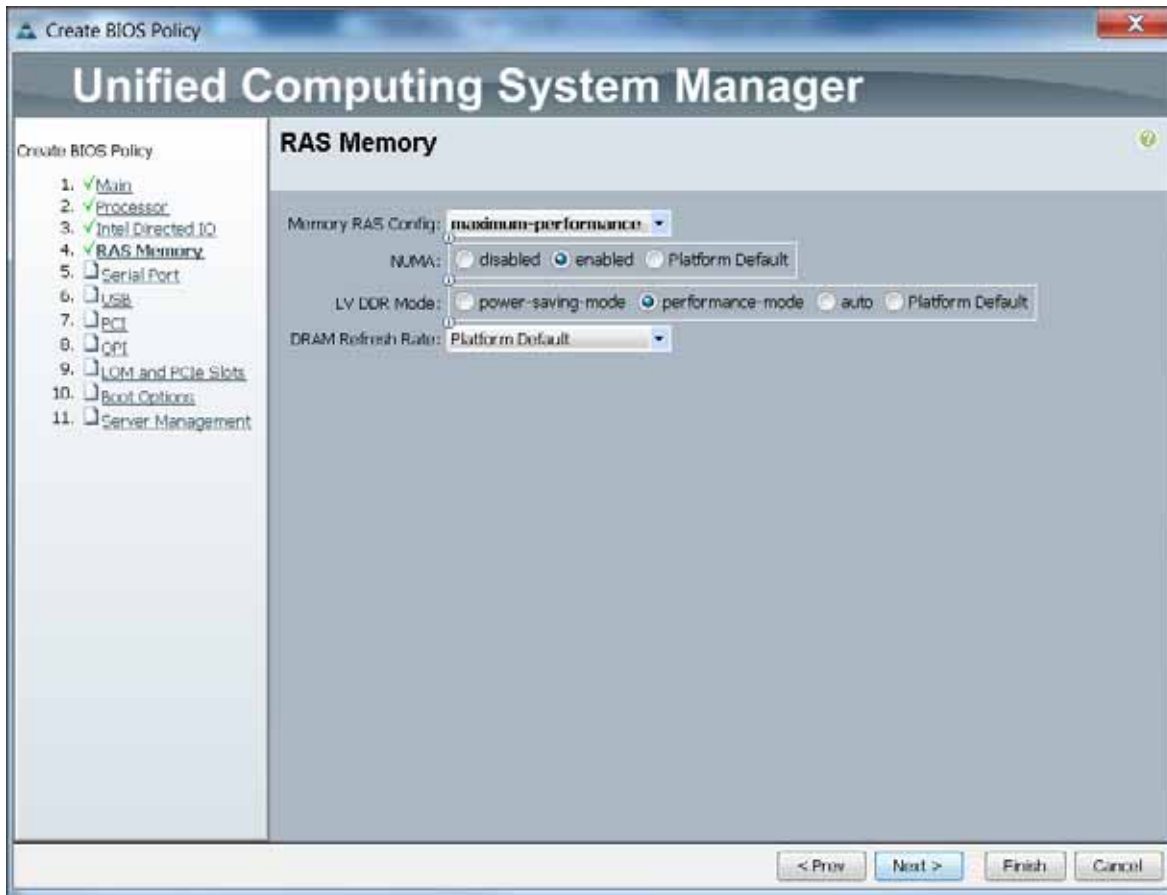 Create BIOS Policy
Unified Computing System Manager
Create BIOS Policy
1. Main
2. Processor
3. Intel Directed IO
4. RAS Memory
5. Serial Port
6. USB
7. PCI
8. QPI
9. LOM and PCIe Slots
10. Boot Options
11. Server Management
RAS Memory
Memory RAS Config: maximum-performance
NUMA: disabled enabled Platform Default
LV DDR Mode: power-saving-mode performance-mode auto Platform Default
DRAM Refresh Rate: Platform Default
< Prev Next > Finish Cancel